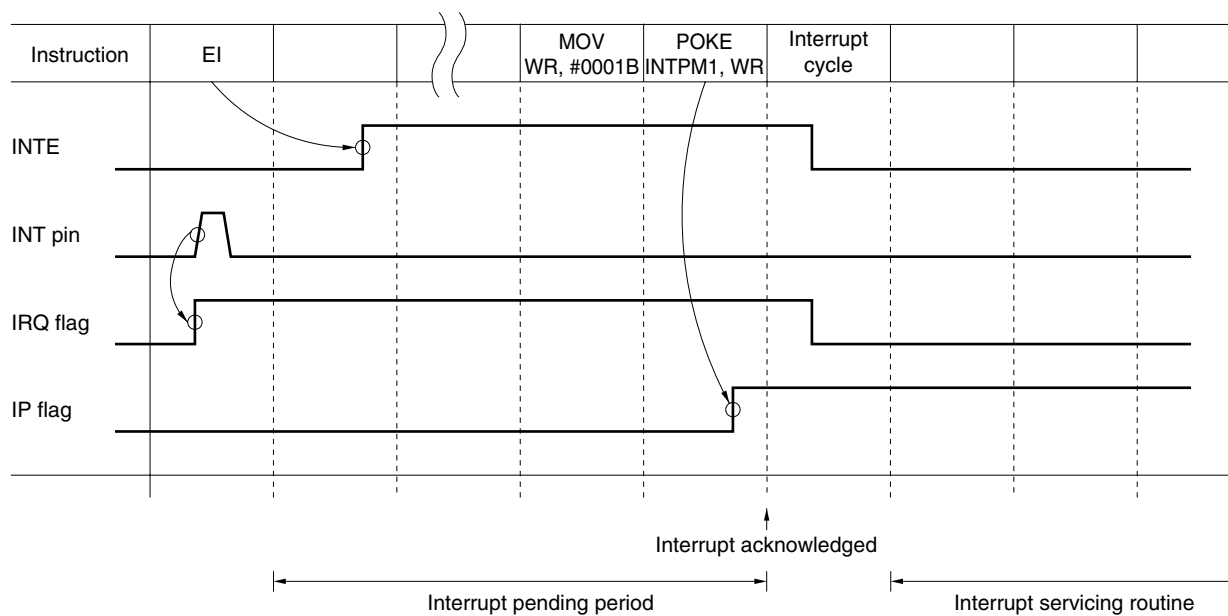 Instruction
EI
MOV
WR, #0001B
POKE
INTPM1, WR
Interrupt
cycle
INTE
INT pin
IRQ flag
IP flag
Interrupt acknowledged
Interrupt pending period
Interrupt servicing routine